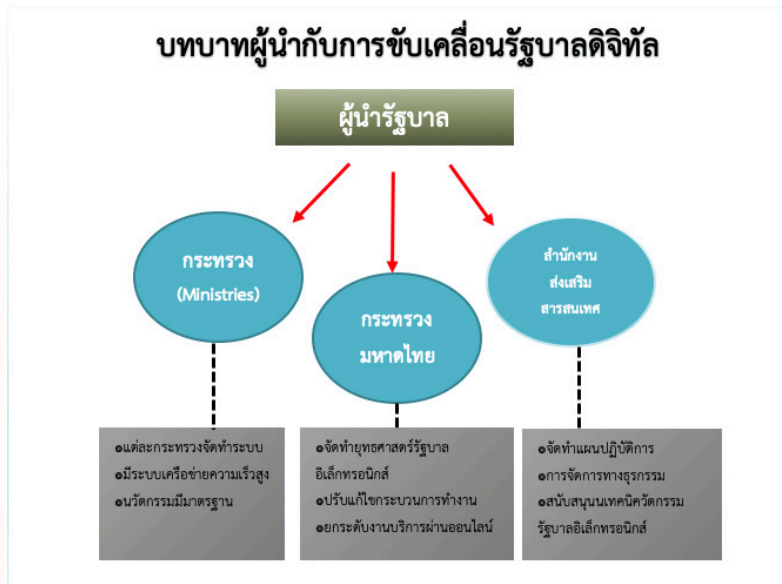 บทบาทผู้นำกับการขับเคลื่อนรัฐบาลดิจิทัล
ผู้นำรัฐบาล
กระทรวง
(Ministries)
กระทรวง
มหาดไทย
สำนักงาน
ส่งเสริม
สารสนเทศ
๑แต่ละกระทรวงจัดทำระบบ
๑มีระบบเครือข่ายความเร็วสูง
๑นวัตกรรมมีมาตรฐาน
๑จัดทำยุทธศาสตร์รัฐบาล
อิเล็กทรอนิกส์
๑ปรับแก้ไขกระบวนการทำงาน
๑ยกระดับงานบริการผ่านออนไลน์
๑จัดทำแผนปฏิบัติการ
๑การจัดการทางธุรกรรม
๑สนับสนุนนเทคนิควัตกรรม
รัฐบาลอิเล็กทรอนิกส์